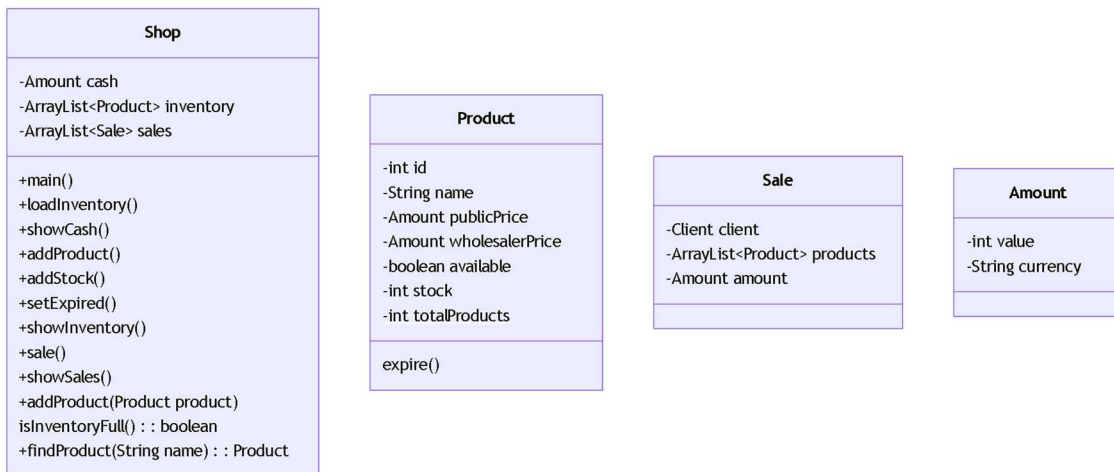 Shop
-Amount cash
-ArrayList<Product> inventory
-ArrayList<Sale> sales
+main()
+loadInventory()
+showCash()
+addProduct()
+addStock()
+setExpired()
+showInventory()
+sale()
+showSales()
+addProduct(Product product)
isInventoryFull() : : boolean
+findProduct(String name) : : Product
Product
-int id
-String name
-Amount publicPrice
-Amount wholesalerPrice
-boolean available
-int stock
-int totalProducts
expire()
Sale
-Client client
-ArrayList<Product> products
-Amount amount
Amount
-int value
-String currency